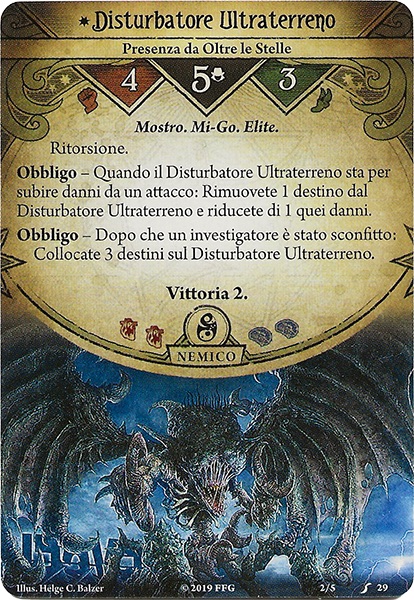 * Disturbatore Ultraterreno
Presenza da Oltre le Stelle
4 5 3
Mostro. Mi-Go. Elite.
Ritorsione.
Obbligo – Quando il Disturbatore Ultraterreno sta per
subire danni da un attacco: Rimuovete 1 destino dal
Disturbatore Ultraterreno e riducete di 1 quei danni.
Obbligo – Dopo che un investigatore è stato sconfitto:
Collocate 3 destini sul Disturbatore Ultraterreno.
Vittoria 2.
NEMICO
Illus. Helge C. Balzer © 2019 FFG 2/5 29